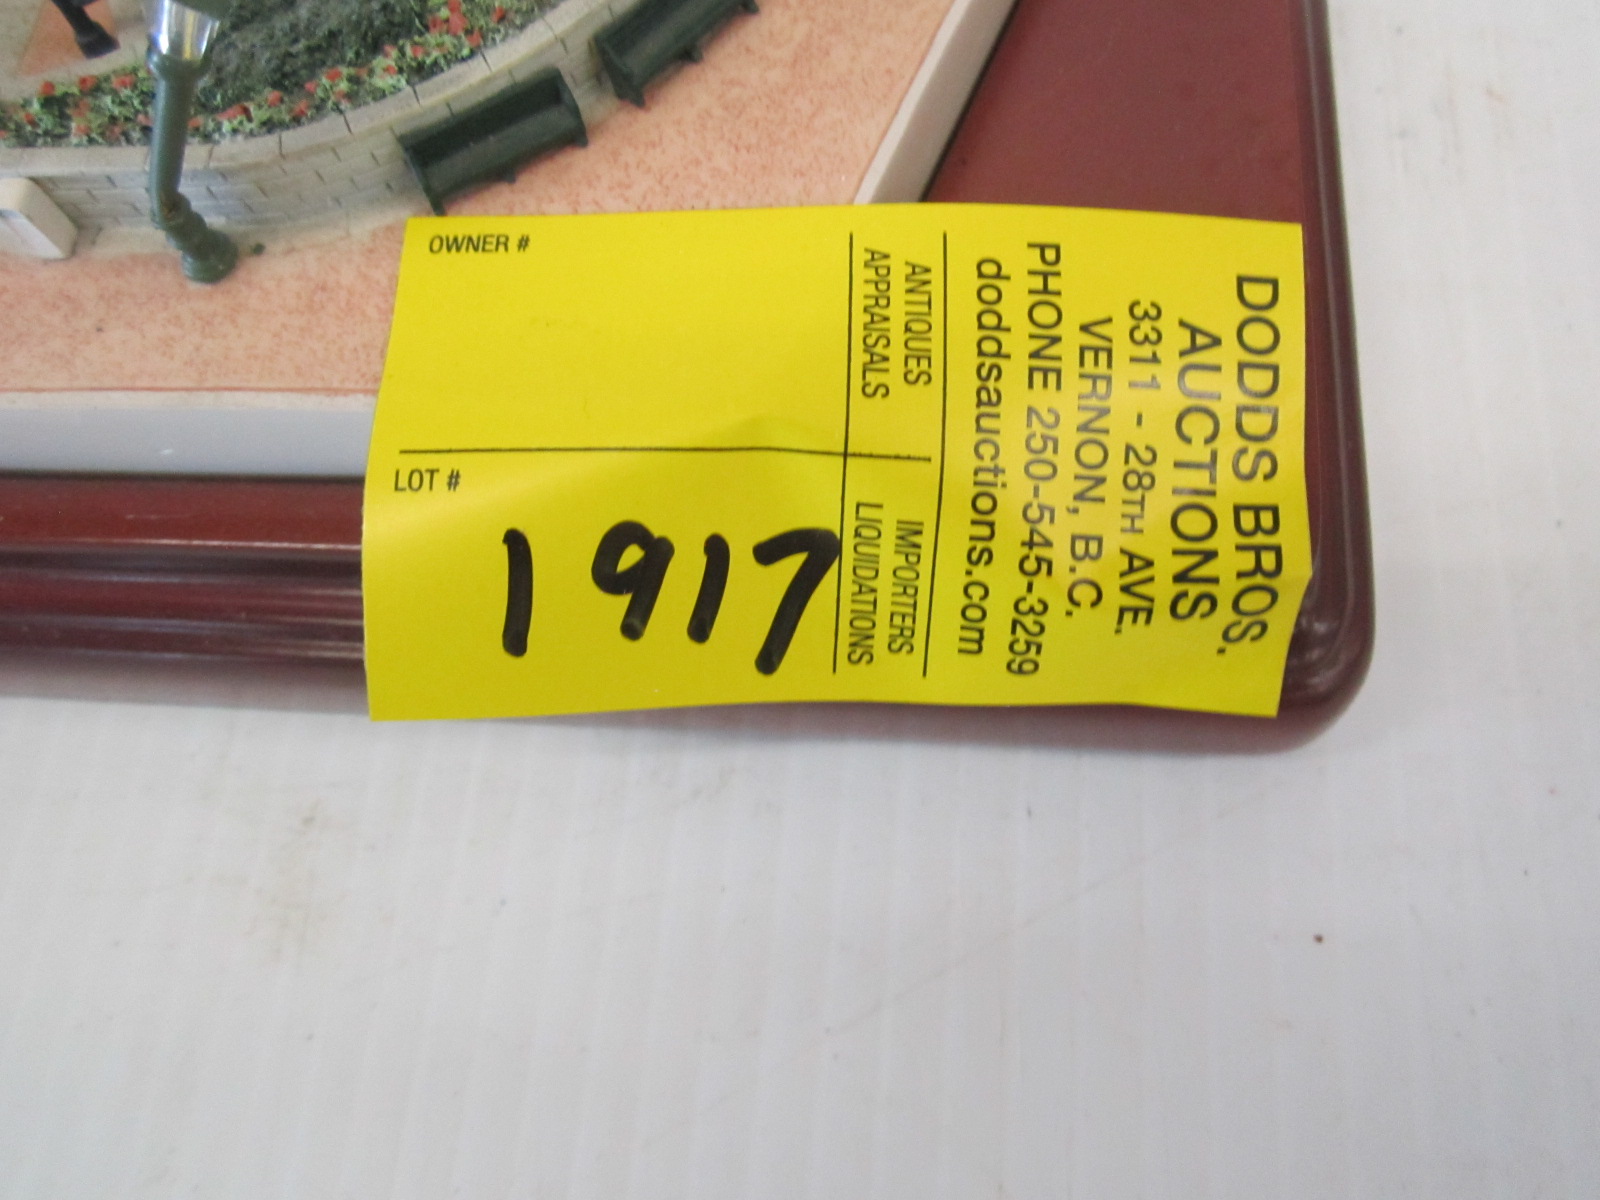 DODDS BROS.
AUCTIONS
3311 - 28TH AVE.
VERNON, B.C.
PHONE 250-545-3259
doddsauctions.com
ANTIQUES
APPRAISALS
IMPORTERS
LIQUIDATIONS
OWNER #
LOT #
1917